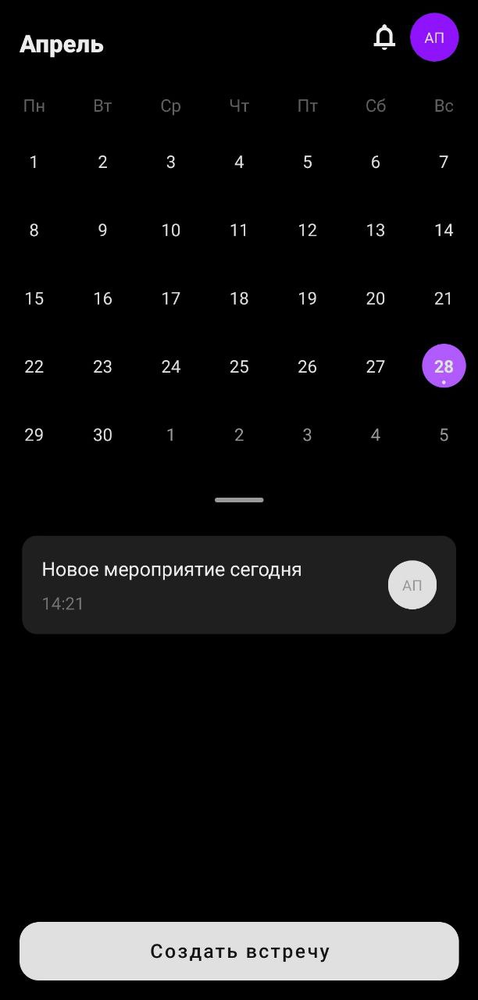 Апрель АП
Пн Вт Ср Чт Пт Сб Вс
1 2 3 4 5 6 7
8 9 10 11 12 13 14
15 16 17 18 19 20 21
22 23 24 25 26 27 28
29 30 1 2 3 4 5
Новое мероприятие сегодня
14:21
АП
Создать встречу